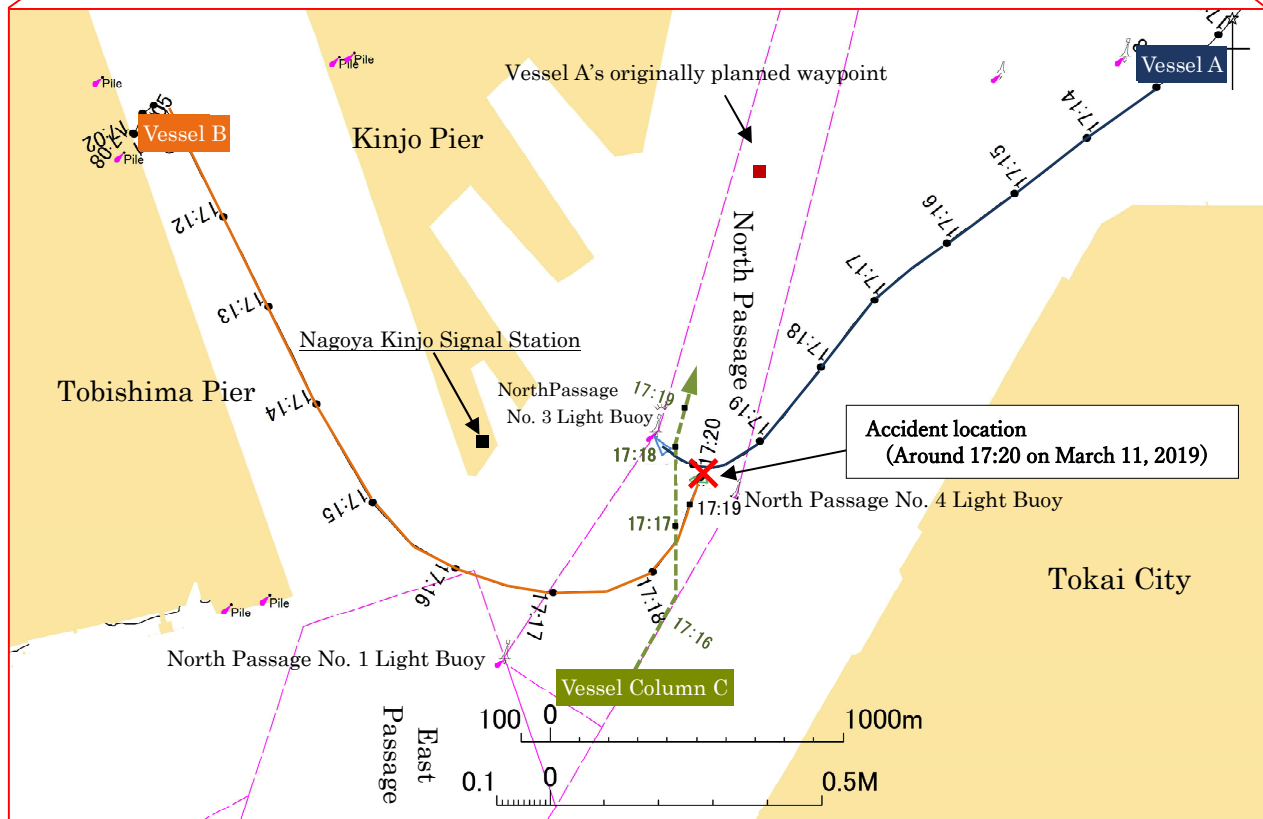 17:
Vessel A
Vessel A's originally planned waypoint
Pile
Pile
Pile
05
17:02
17:08
Vessel B
Pile
Kinjo Pier
17:14
17:15
17:16
17:12
17:13
17:17
17:18
North Passage
Nagoya Kinjo Signal Station
Tobishima Pier
17:14
NorthPassage
No. 3 Light Buoy
17:19
17:18
17:20
17:19
Accident location
(Around 17:20 on March 11, 2019)
17:15
17:17
17:19
North Passage No. 4 Light Buoy
Tokai City
17:16
17:17
17:18
17:16
Pile
Pile
North Passage No. 1 Light Buoy
Vessel Column C
East
Passage
100 0 1000m
0.1 0 0.5M